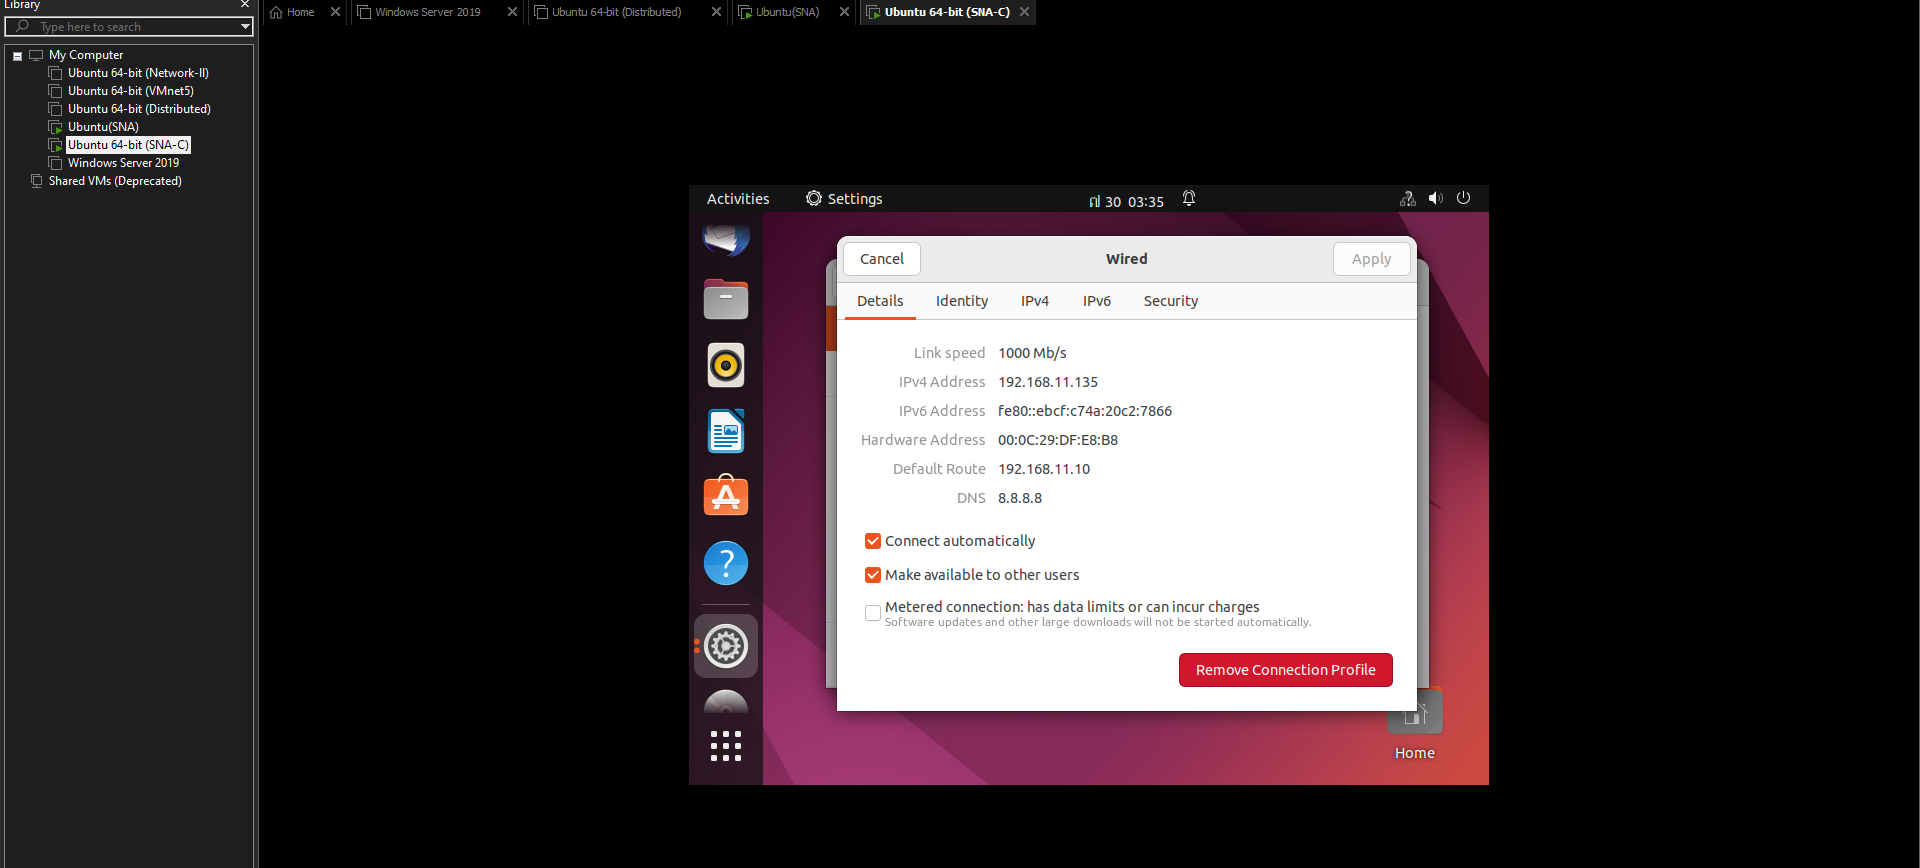 Library
Type here to search
My Computer
Ubuntu 64-bit (Network-II)
Ubuntu 64-bit (VMnet5)
Ubuntu 64-bit (Distributed)
Ubuntu(SNA)
Ubuntu 64-bit (SNA-C)
Windows Server 2019
Shared VMs (Deprecated)
Home
Windows Server 2019
Ubuntu 64-bit (Distributed)
Ubuntu(SNA)
Ubuntu 64-bit (SNA-C)
Activities
Settings
30 03:35
Cancel
Wired
Apply
Details
Identity
IPv4
IPv6
Security
Link speed 1000 Mb/s
IPv4 Address 192.168.11.135
IPv6 Address fe80::ebcf:c74a:20c2:7866
Hardware Address 00:0C:29:DF:E8:B8
Default Route 192.168.11.10
DNS 8.8.8.8
Connect automatically
Make available to other users
Metered connection: has data limits or can incur charges
Software updates and other large downloads will not be started automatically.
Remove Connection Profile
Home